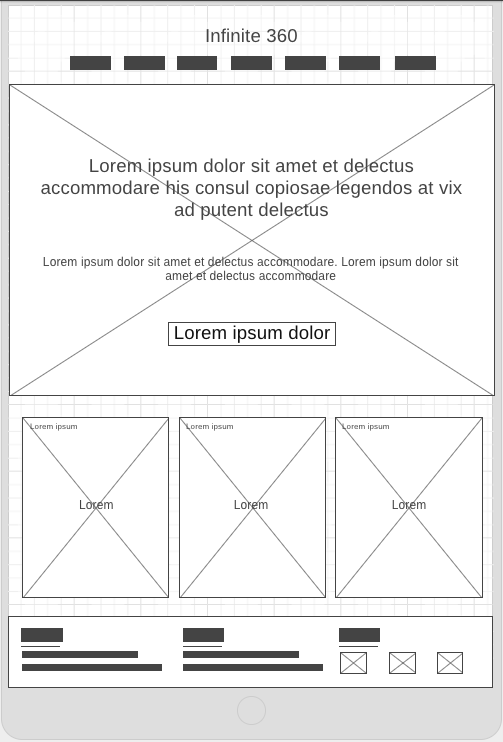 Infinite 360
Lorem ipsum dolor sit amet et delectus
accommodare his consul copiosae legendos at vix
ad putent delectus
Lorem ipsum dolor sit amet et delectus accommodare. Lorem ipsum dolor sit
amet et delectus accommodare
Lorem ipsum dolor
Lorem ipsum
Lorem
Lorem ipsum
Lorem
Lorem ipsum
Lorem